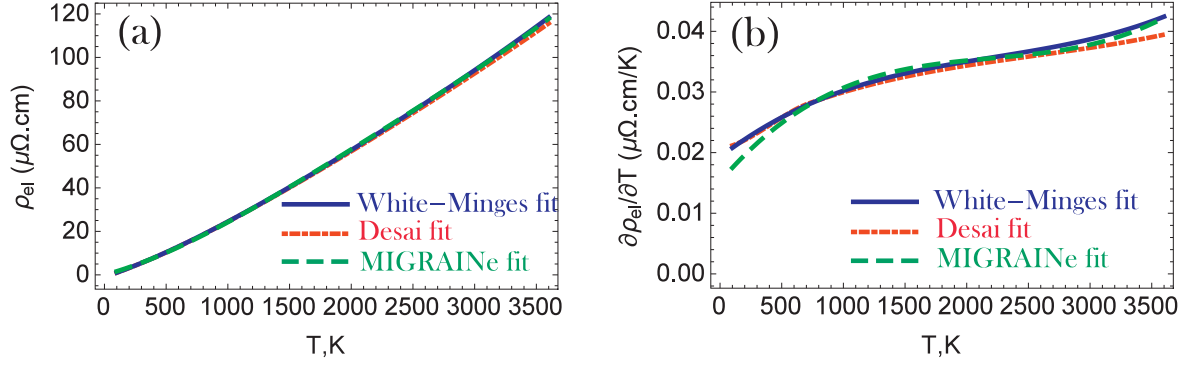 (a)
120
100
80
60
40
20
0
ρel (μΩ.cm)
White−Minges fit
Desai fit
MIGRAINe fit
0 500 1000 1500 2000 2500 3000 3500
T,K
(b)
0.04
0.03
0.02
0.01
0.00
∂ρel/∂T (μΩ.cm/K)
White−Minges fit
Desai fit
MIGRAINe fit
0 500 1000 1500 2000 2500 3000 3500
T,K